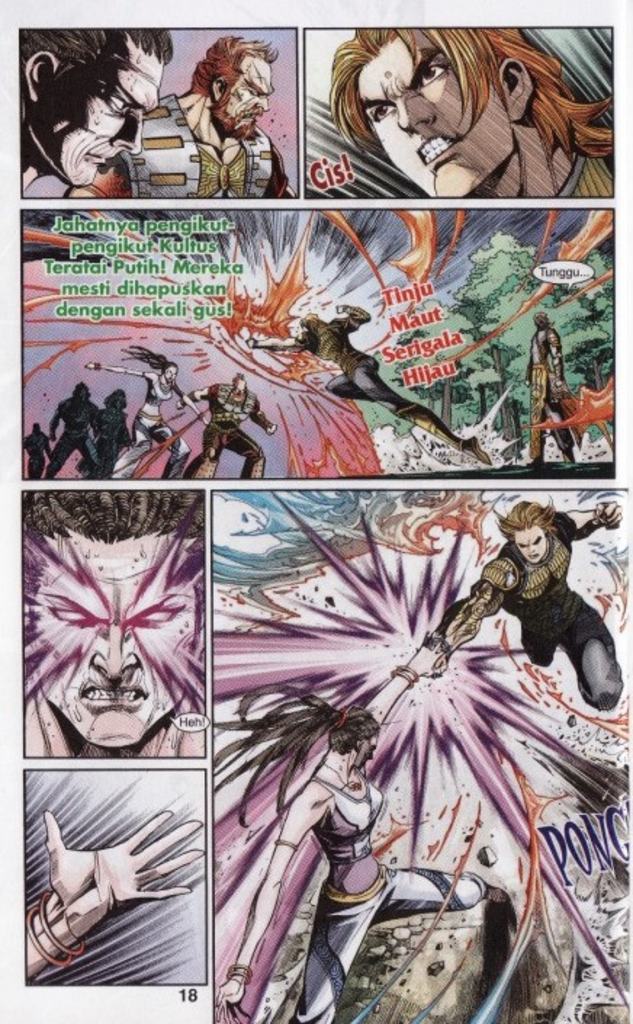 Cis!
Jahatnya pengikut-
pengikut Kultus
Teratai Putih! Mereka
mesti dihapuskan
dengan sekali gus!
Tinju
Maut
Serigala
Hijau
Tunggu...
Heh!
PONG
18